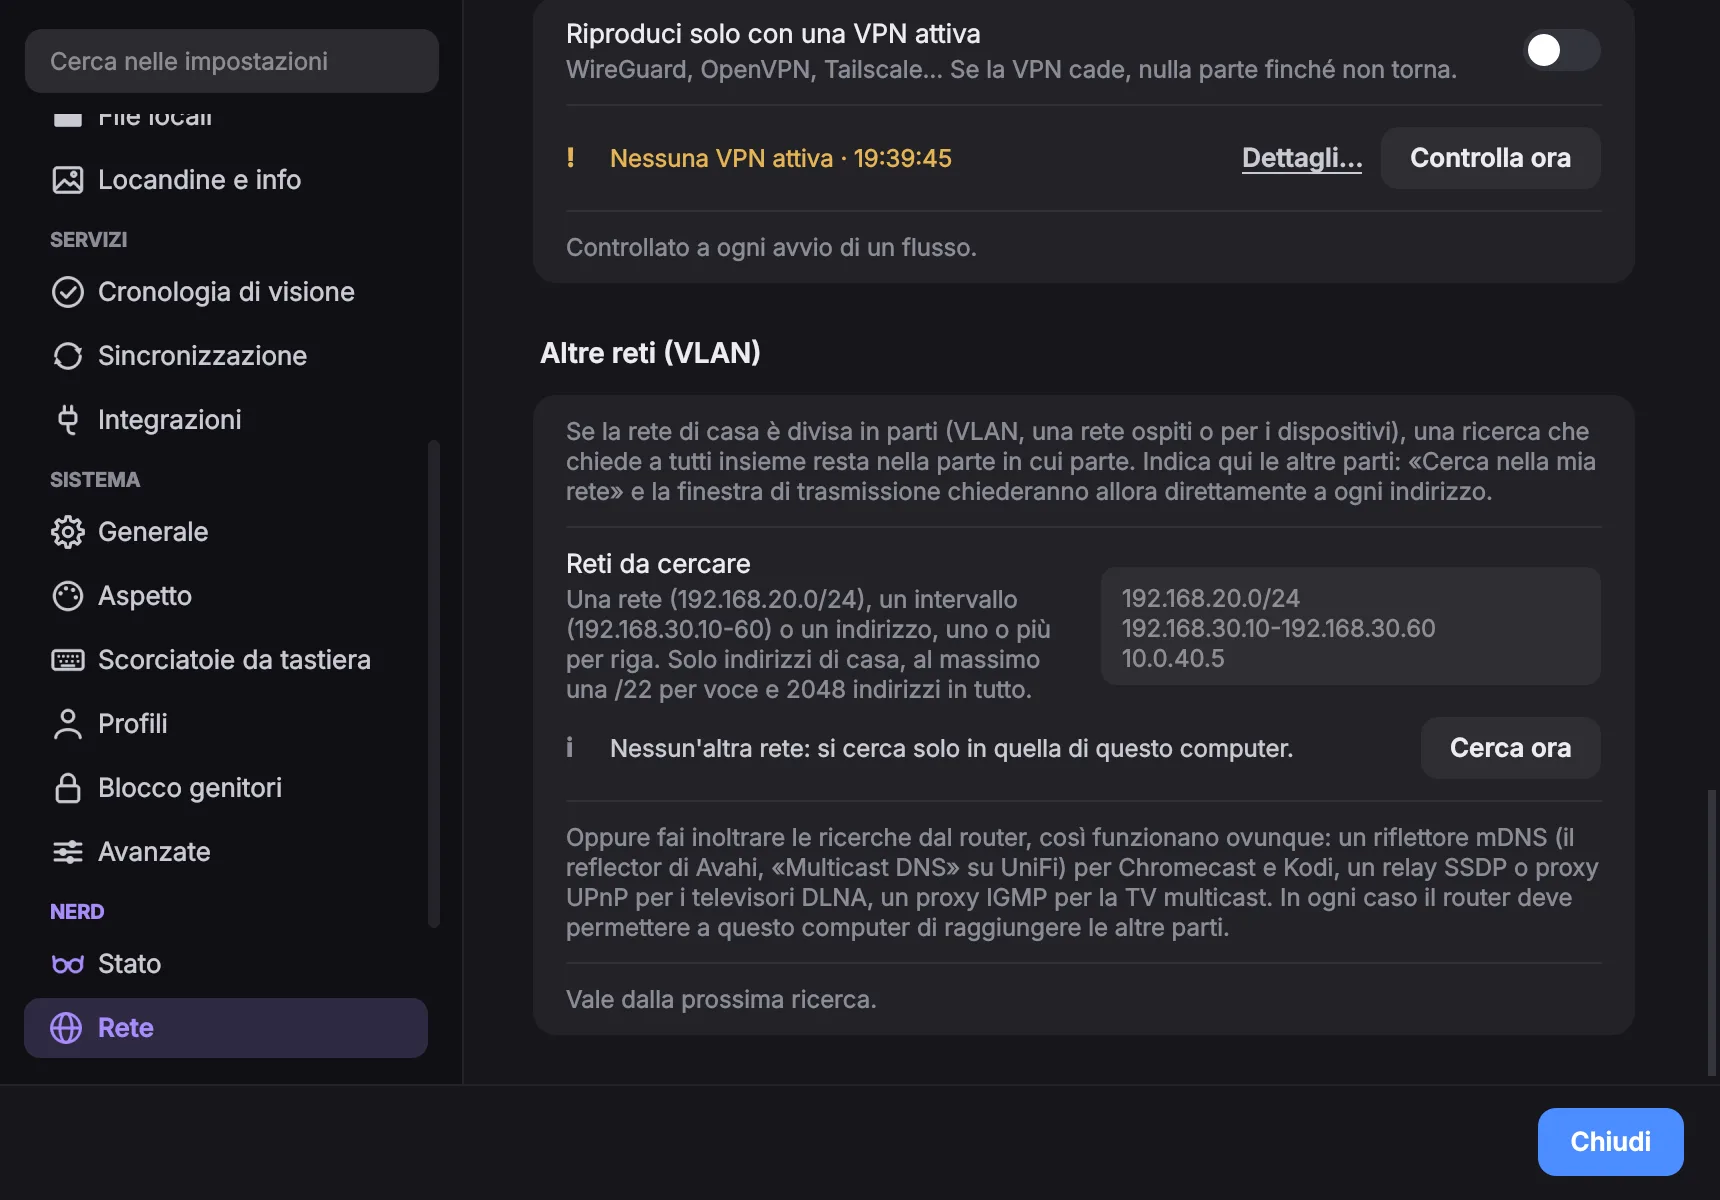 Cerca nelle impostazioni
File locali
Locandine e info
SERVIZI
Cronologia di visione
Sincronizzazione
Integrazioni
SISTEMA
Generale
Aspetto
Scorciatoie da tastiera
Profili
Blocco genitori
Avanzate
NERD
Stato
Rete
Riproduci solo con una VPN attiva
WireGuard, OpenVPN, Tailscale... Se la VPN cade, nulla parte finché non torna.
! Nessuna VPN attiva · 19:39:45 Dettagli... Controlla ora
Controllato a ogni avvio di un flusso.
Altre reti (VLAN)
Se la rete di casa è divisa in parti (VLAN, una rete ospiti o per i dispositivi), una ricerca che
chiede a tutti insieme resta nella parte in cui parte. Indica qui le altre parti: «Cerca nella mia
rete» e la finestra di trasmissione chiederanno allora direttamente a ogni indirizzo.
Reti da cercare
Una rete (192.168.20.0/24), un intervallo
(192.168.30.10-60) o un indirizzo, uno o più
per riga. Solo indirizzi di casa, al massimo
una /22 per voce e 2048 indirizzi in tutto.
192.168.20.0/24
192.168.30.10-192.168.30.60
10.0.40.5
i Nessun'altra rete: si cerca solo in quella di questo computer. Cerca ora
Oppure fai inoltrare le ricerche dal router, così funzionano ovunque: un riflettore mDNS (il
reflector di Avahi, «Multicast DNS» su UniFi) per Chromecast e Kodi, un relay SSDP o proxy
UPnP per i televisori DLNA, un proxy IGMP per la TV multicast. In ogni caso il router deve
permettere a questo computer di raggiungere le altre parti.
Vale dalla prossima ricerca.
Chiudi